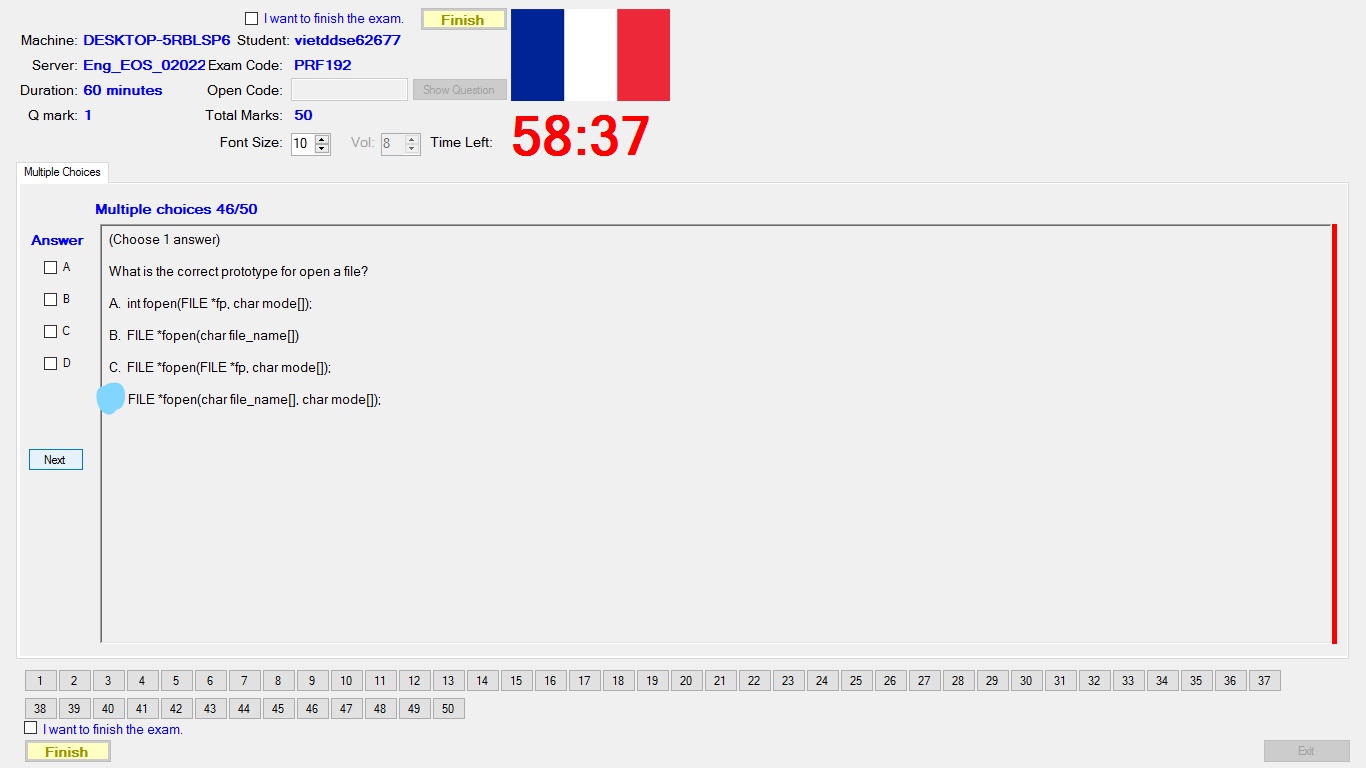 I want to finish the exam. Finish
Machine: DESKTOP-5RBLSP6 Student: vietddse62677
Server: Eng_EOS_02022 Exam Code: PRF192
Duration: 60 minutes Open Code: Show Question
Q mark: 1 Total Marks: 50
Font Size: 10 Vol: 8 Time Left: 58:37
Multiple Choices
Multiple choices 46/50
Answer
(Choose 1 answer)
A
What is the correct prototype for open a file?
B
A. int fopen(FILE *fp, char mode[]);
C
B. FILE *fopen(char file_name[])
D
C. FILE *fopen(FILE *fp, char mode[]);
FILE *fopen(char file_name[], char mode[]);
Next
1 2 3 4 5 6 7 8 9 10 11 12 13 14 15 16 17 18 19 20 21 22 23 24 25 26 27 28 29 30 31 32 33 34 35 36 37
38 39 40 41 42 43 44 45 46 47 48 49 50
I want to finish the exam.
Finish Exit